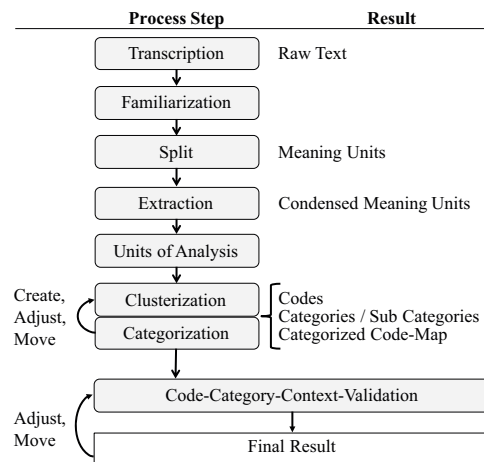 Process Step Result
Transcription Raw Text
Familiarization
Split Meaning Units
Extraction Condensed Meaning Units
Units of Analysis
Create,
Adjust,
Move
Clusterization
Categorization
Codes
Categories / Sub Categories
Categorized Code-Map
Code-Category-Context-Validation
Adjust,
Move
Final Result